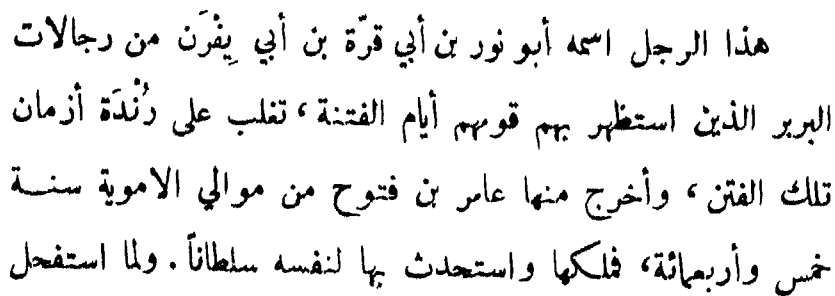 هذا الرجل اسمه أبو نور بن أبي قرّة بن أبي يِفْرَن من رجالات
البربر الذين استظهر بهم قومهم أيام الفتنة ، تغلب على رُنْدَة أزمان
تلك الفتن ، وأخرج منها عامر بن فتوح من موالي الاموية سنة
خمس وأربعمائة، فملكها واستحدث بها لنفسه سلطاناً . ولما استفحل